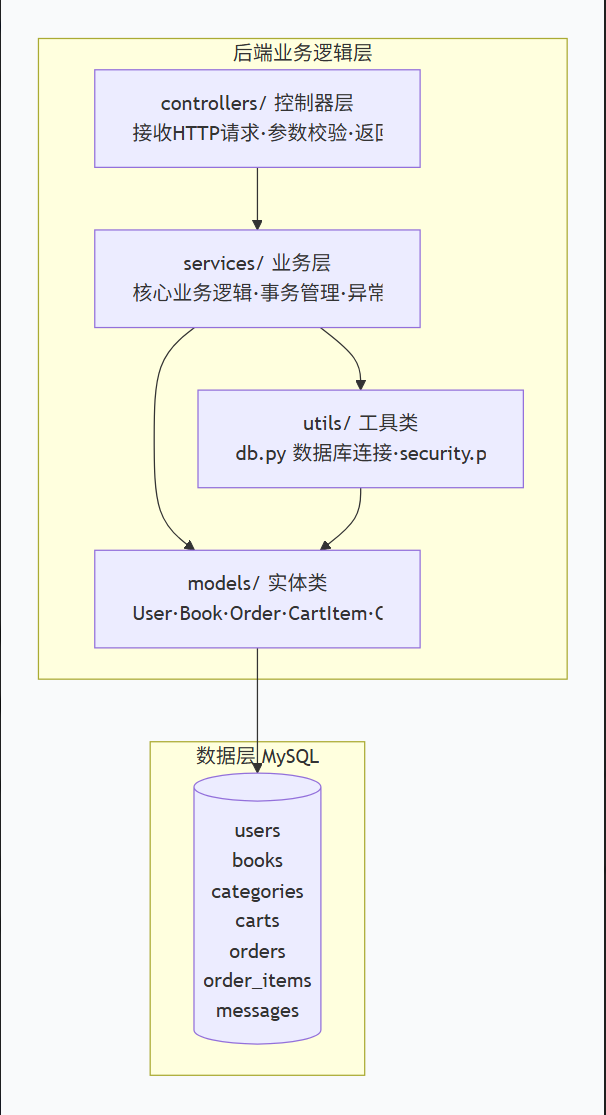 后端业务逻辑层
controllers/ 控制器层
接收HTTP请求·参数校验·返
services/ 业务层
核心业务逻辑·事务管理·异常
utils/ 工具类
db.py 数据库连接·security.p
models/ 实体类
User·Book·Order·CartItem·
数据层 MySQL
users
books
categories
carts
orders
order_items
messages